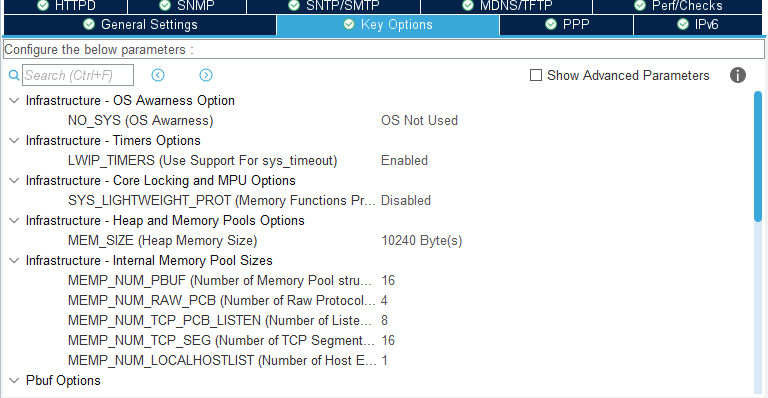 HTTPD SNMP SNTP/SMTP MDNS/TFTP Perf/Checks
General Settings Key Options PPP IPv6
Configure the below parameters :
Search (Ctrl+F) Show Advanced Parameters
Infrastructure - OS Awarness Option
NO_SYS (OS Awarness) OS Not Used
Infrastructure - Timers Options
LWIP_TIMERS (Use Support For sys_timeout) Enabled
Infrastructure - Core Locking and MPU Options
SYS_LIGHTWEIGHT_PROT (Memory Functions Pr... Disabled
Infrastructure - Heap and Memory Pools Options
MEM_SIZE (Heap Memory Size) 10240 Byte(s)
Infrastructure - Internal Memory Pool Sizes
MEMP_NUM_PBUF (Number of Memory Pool stru... 16
MEMP_NUM_RAW_PCB (Number of Raw Protocol... 4
MEMP_NUM_TCP_PCB_LISTEN (Number of Liste... 8
MEMP_NUM_TCP_SEG (Number of TCP Segment... 16
MEMP_NUM_LOCALHOSTLIST (Number of Host E... 1
Pbuf Options